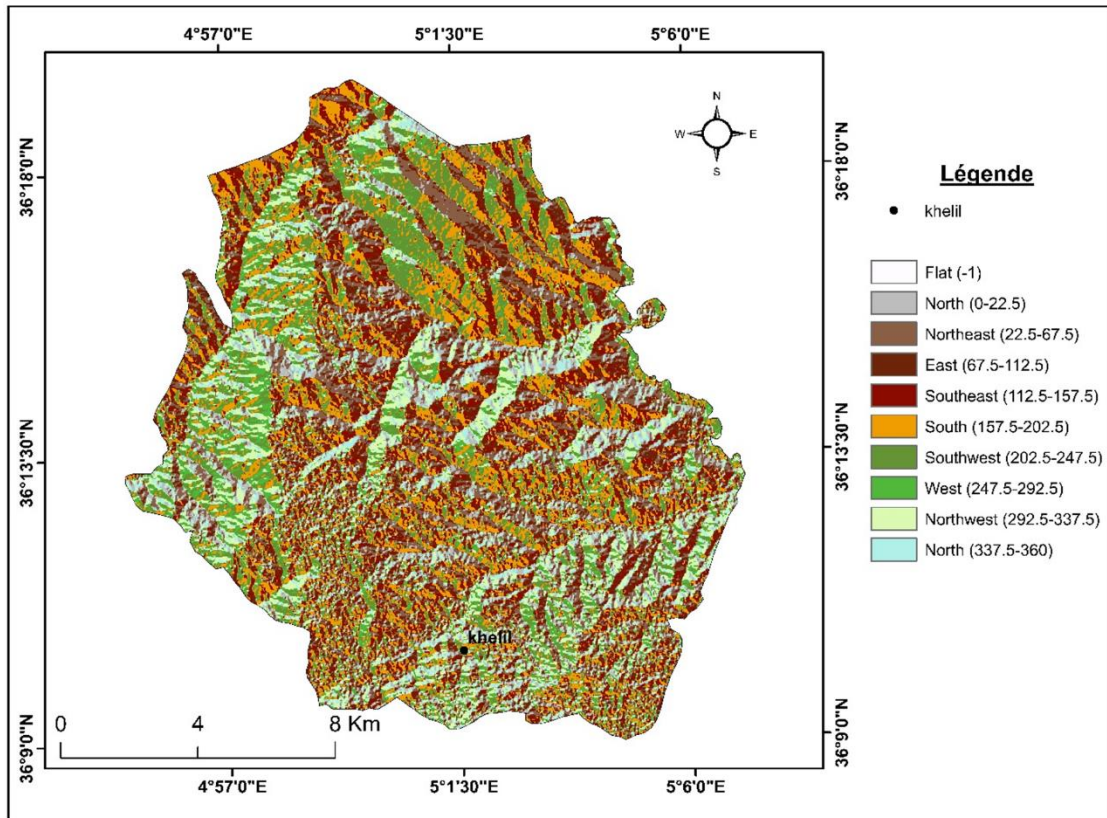 4°57'0"E 5°1'30"E 5°6'0"E
N
W E
S
36°18'0"N 36°18'0"N
Légende
khelil
Flat (-1)
North (0-22.5)
Northeast (22.5-67.5)
East (67.5-112.5)
Southeast (112.5-157.5)
36°13'30"N 36°13'30"N
South (157.5-202.5)
Southwest (202.5-247.5)
West (247.5-292.5)
Northwest (292.5-337.5)
North (337.5-360)
khelil
0 4 8 Km
36°9'0"N 36°9'0"N
4°57'0"E 5°1'30"E 5°6'0"E